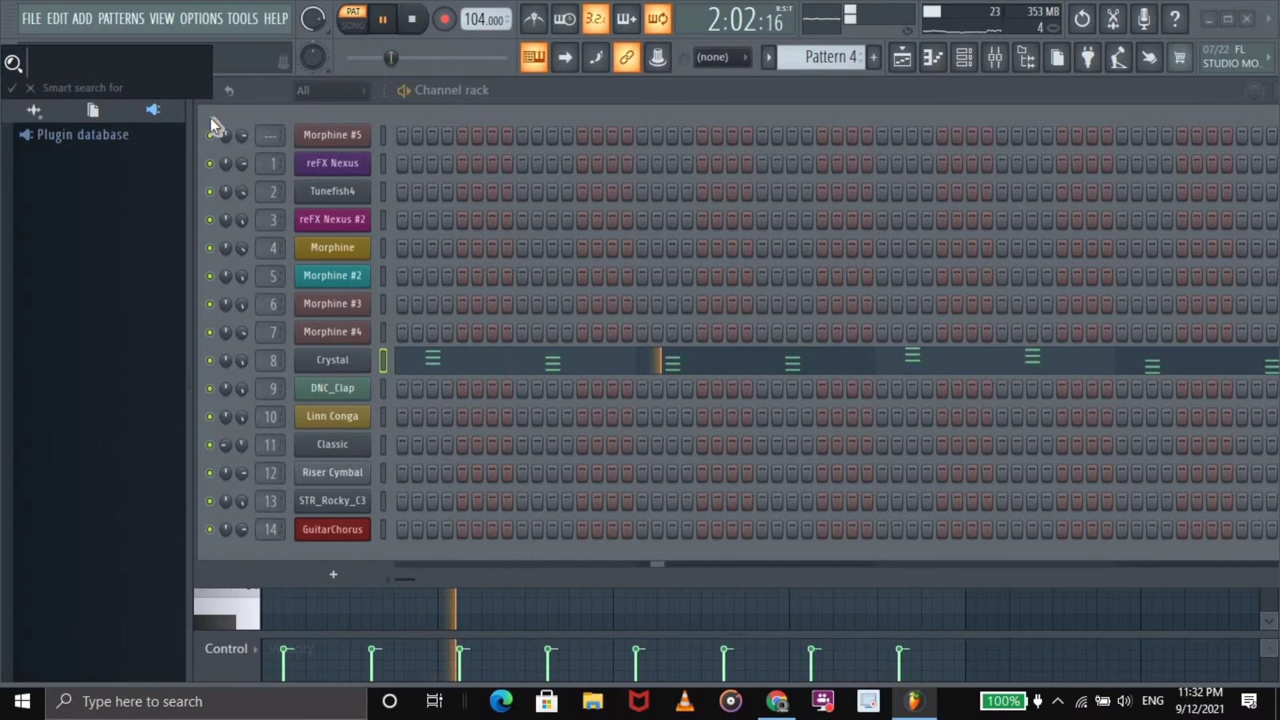 FILE EDIT ADD PATTERNS VIEW OPTIONS TOOLS HELP
PAT
SONG
104.000
3.2
2:02:16
B:S:T
23
353 MB
4
(none)
Pattern 4
+
07/22 FL
STUDIO MO..
Smart search for
All
Channel rack
Plugin database
--- Morphine #5
1 reFX Nexus
2 Tunefish4
3 reFX Nexus #2
4 Morphine
5 Morphine #2
6 Morphine #3
7 Morphine #4
8 Crystal
9 DNC_Clap
10 Linn Conga
11 Classic
12 Riser Cymbal
13 STR_Rocky_C3
14 GuitarChorus
+
Control
Velocity
Type here to search
100%
ENG
11:32 PM
9/12/2021